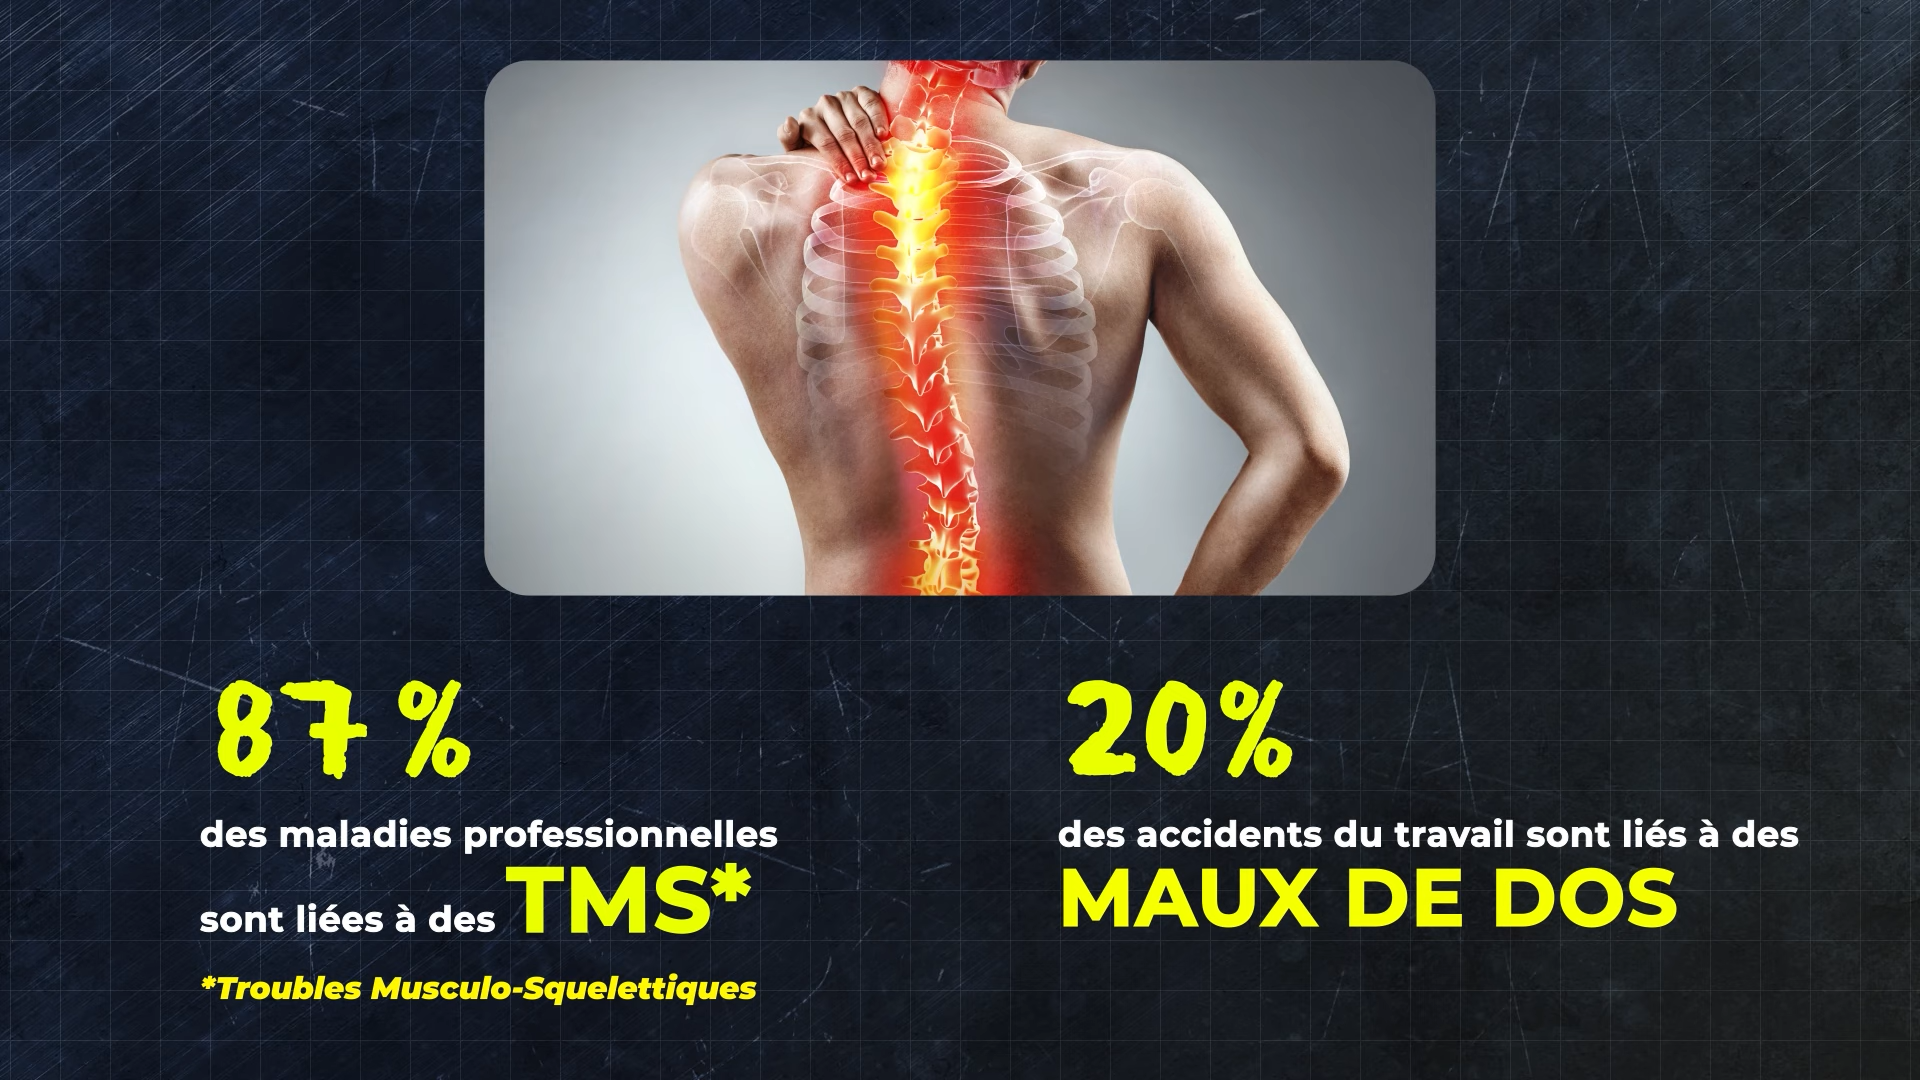 87 %
des maladies professionnelles
sont liées à des TMS*
*Troubles Musculo-Squelettiques
20%
des accidents du travail sont liés à des
MAUX DE DOS